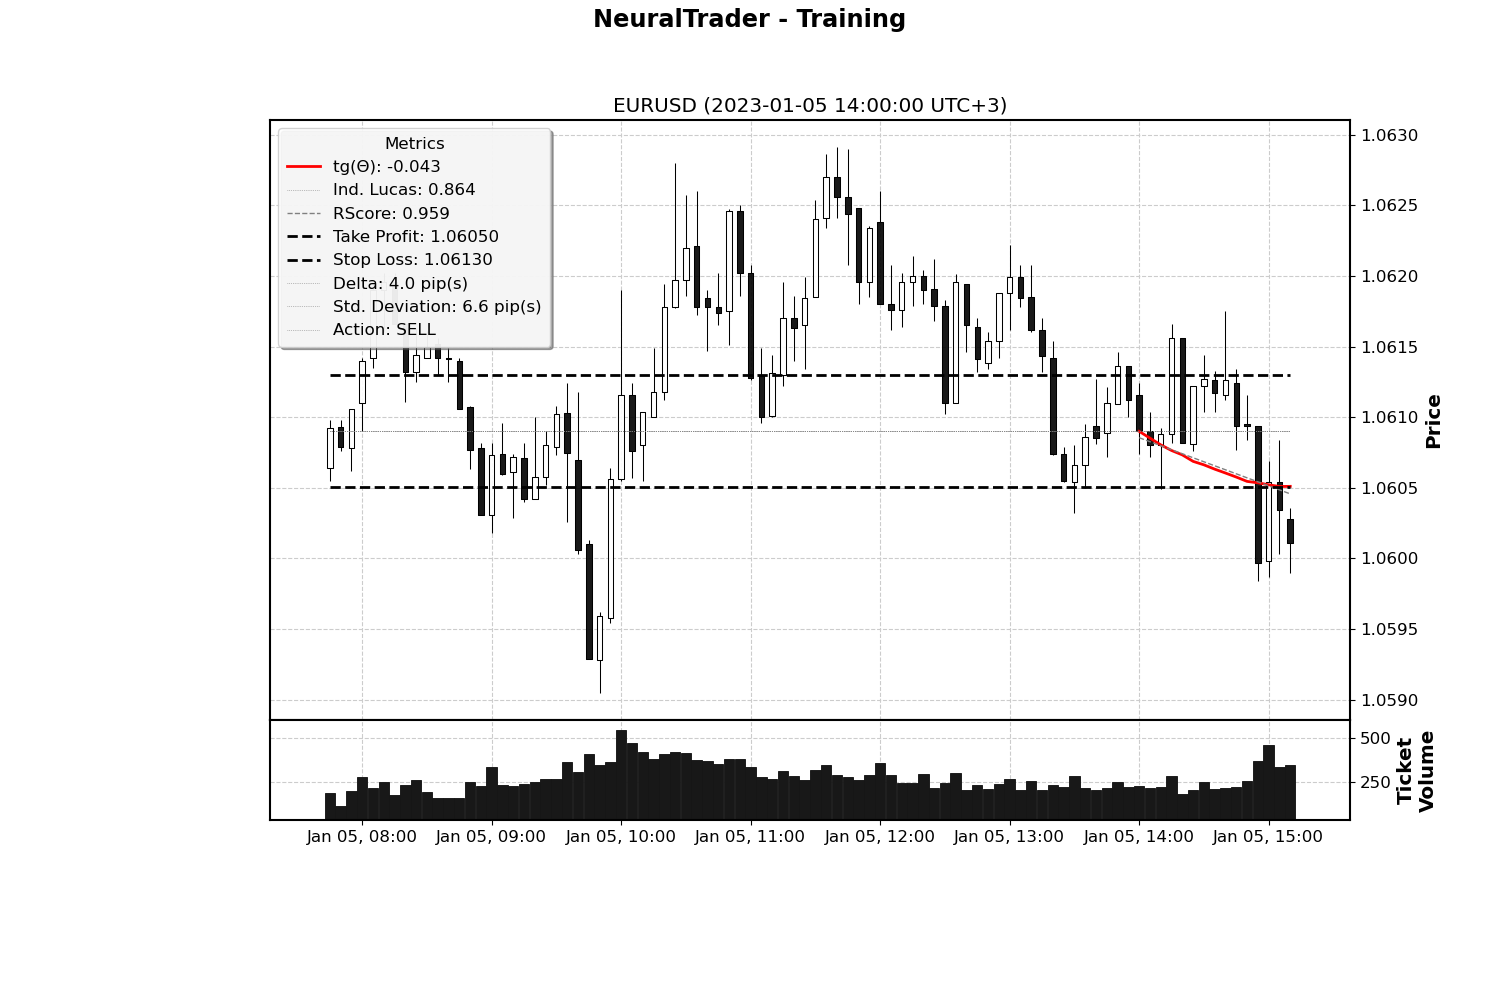 NeuralTrader - Training
EURUSD (2023-01-05 14:00:00 UTC+3)
Metrics
tg(Θ): -0.043
Ind. Lucas: 0.864
RScore: 0.959
Take Profit: 1.06050
Stop Loss: 1.06130
Delta: 4.0 pip(s)
Std. Deviation: 6.6 pip(s)
Action: SELL
1.0630
1.0625
1.0620
1.0615
1.0610
1.0605
1.0600
1.0595
1.0590
Price
500
250
Ticket
Volume
Jan 05, 08:00
Jan 05, 09:00
Jan 05, 10:00
Jan 05, 11:00
Jan 05, 12:00
Jan 05, 13:00
Jan 05, 14:00
Jan 05, 15:00